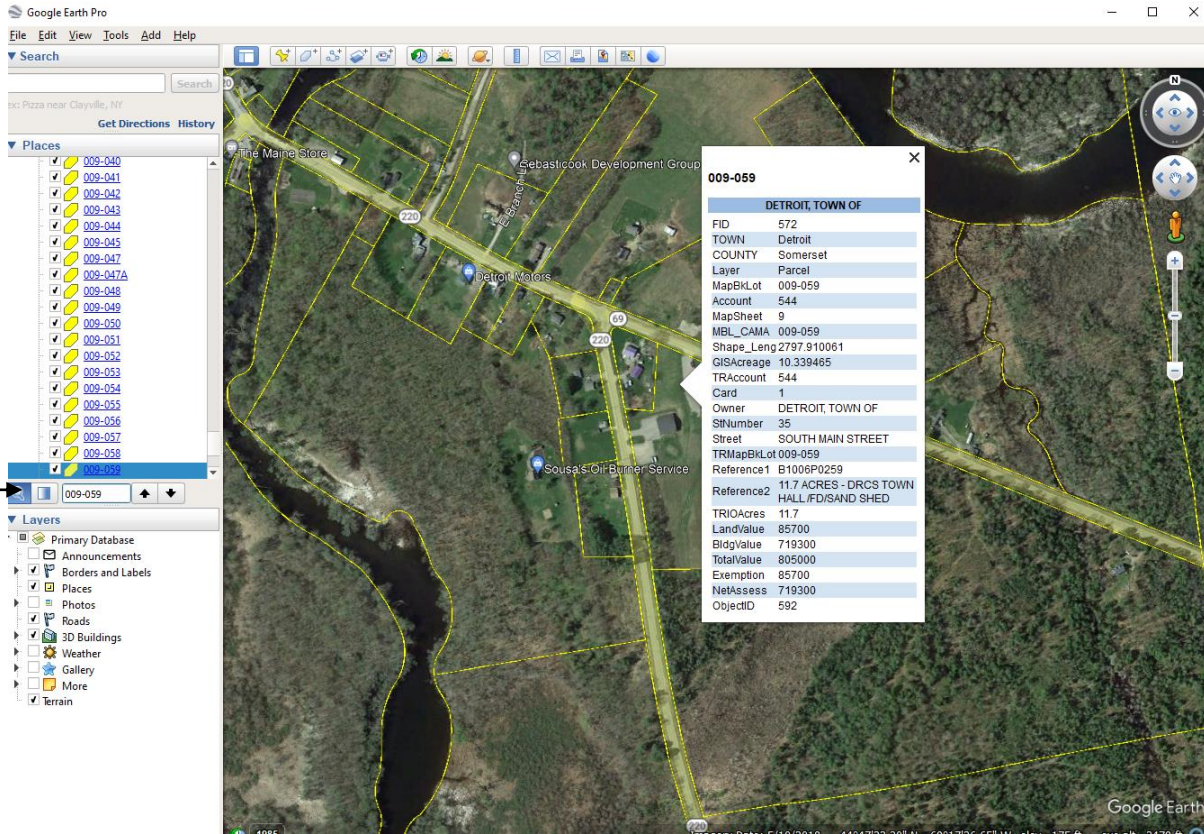 Google Earth Pro
File Edit View Tools Add Help
Search
Search
ex: Pizza near Clayville, NY
Get Directions History
Places
009-040
009-041
009-042
009-043
009-044
009-045
009-047
009-047A
009-048
009-049
009-050
009-051
009-052
009-053
009-054
009-055
009-056
009-057
009-058
009-059
009-059
Layers
Primary Database
Announcements
Borders and Labels
Places
Photos
Roads
3D Buildings
Weather
Gallery
More
Terrain
The Maine Store
Sebasticook Development Group
E Branch Ln
220
Detroit Motors
69
220
Sousa's Oil Burner Service
220
N
009-059
DETROIT, TOWN OF
FID 572
TOWN Detroit
COUNTY Somerset
Layer Parcel
MapBkLot 009-059
Account 544
MapSheet 9
MBL_CAMA 009-059
Shape_Leng 2797.910061
GISAcreage 10.339465
TRAccount 544
Card 1
Owner DETROIT, TOWN OF
StNumber 35
Street SOUTH MAIN STREET
TRMapBkLot 009-059
Reference1 B1006P0259
Reference2 11.7 ACRES - DRCS TOWN
HALL /FD/SAND SHED
TRIOAcres 11.7
LandValue 85700
BldgValue 719300
TotalValue 805000
Exemption 85700
NetAssess 719300
ObjectID 592
Google Earth
1985